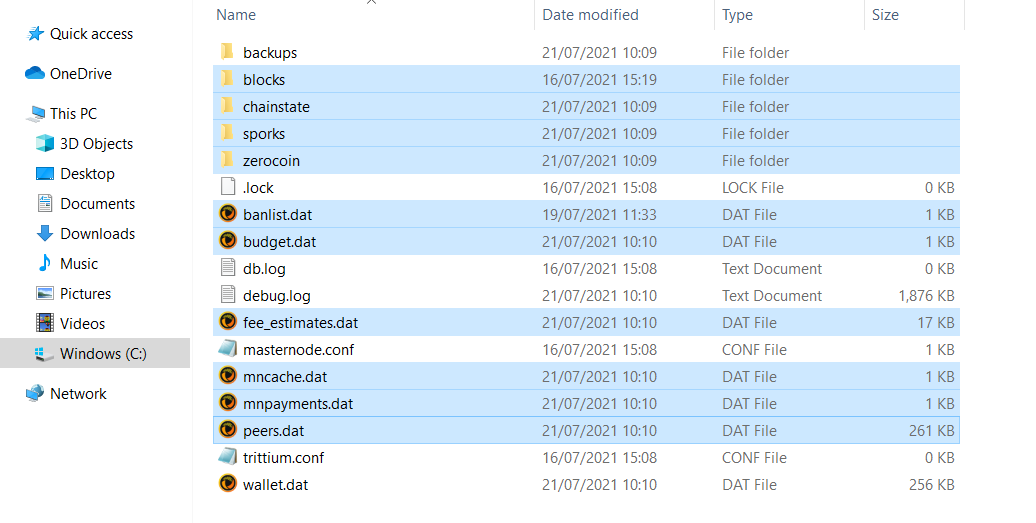 Name Date modified Type Size
Quick access
OneDrive
This PC
3D Objects
Desktop
Documents
Downloads
Music
Pictures
Videos
Windows (C:)
Network
backups 21/07/2021 10:09 File folder
blocks 16/07/2021 15:19 File folder
chainstate 21/07/2021 10:09 File folder
sporks 21/07/2021 10:09 File folder
zerocoin 21/07/2021 10:09 File folder
.lock 16/07/2021 15:08 LOCK File 0 KB
banlist.dat 19/07/2021 11:33 DAT File 1 KB
budget.dat 21/07/2021 10:10 DAT File 1 KB
db.log 16/07/2021 15:08 Text Document 0 KB
debug.log 21/07/2021 10:10 Text Document 1,876 KB
fee_estimates.dat 21/07/2021 10:10 DAT File 17 KB
masternode.conf 16/07/2021 15:08 CONF File 1 KB
mncache.dat 21/07/2021 10:10 DAT File 1 KB
mnpayments.dat 21/07/2021 10:10 DAT File 1 KB
peers.dat 21/07/2021 10:10 DAT File 261 KB
trittium.conf 16/07/2021 15:08 CONF File 0 KB
wallet.dat 21/07/2021 10:10 DAT File 256 KB